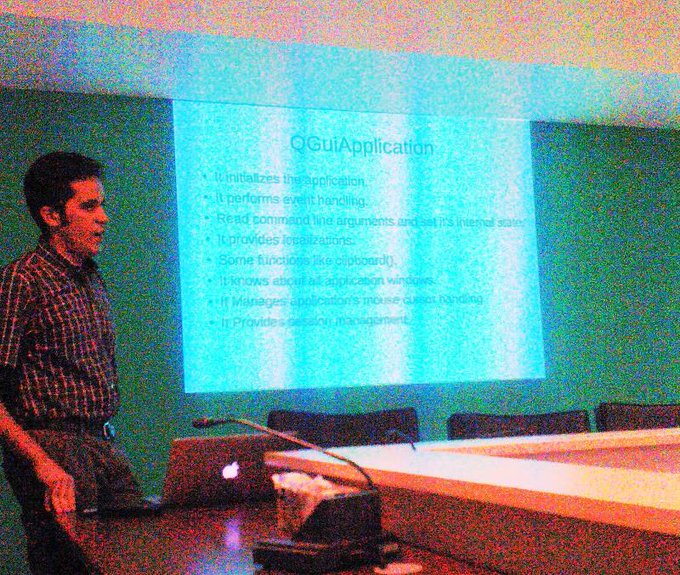 QGuiApplication
• It initializes the application.
• It performs event handling.
• Read command line arguments and set it's internal state.
• It provides localizations.
• Some functions like clipboard().
• It knows about all application windows.
• It Manages application's mouse cursor handling
• It Provides session management.